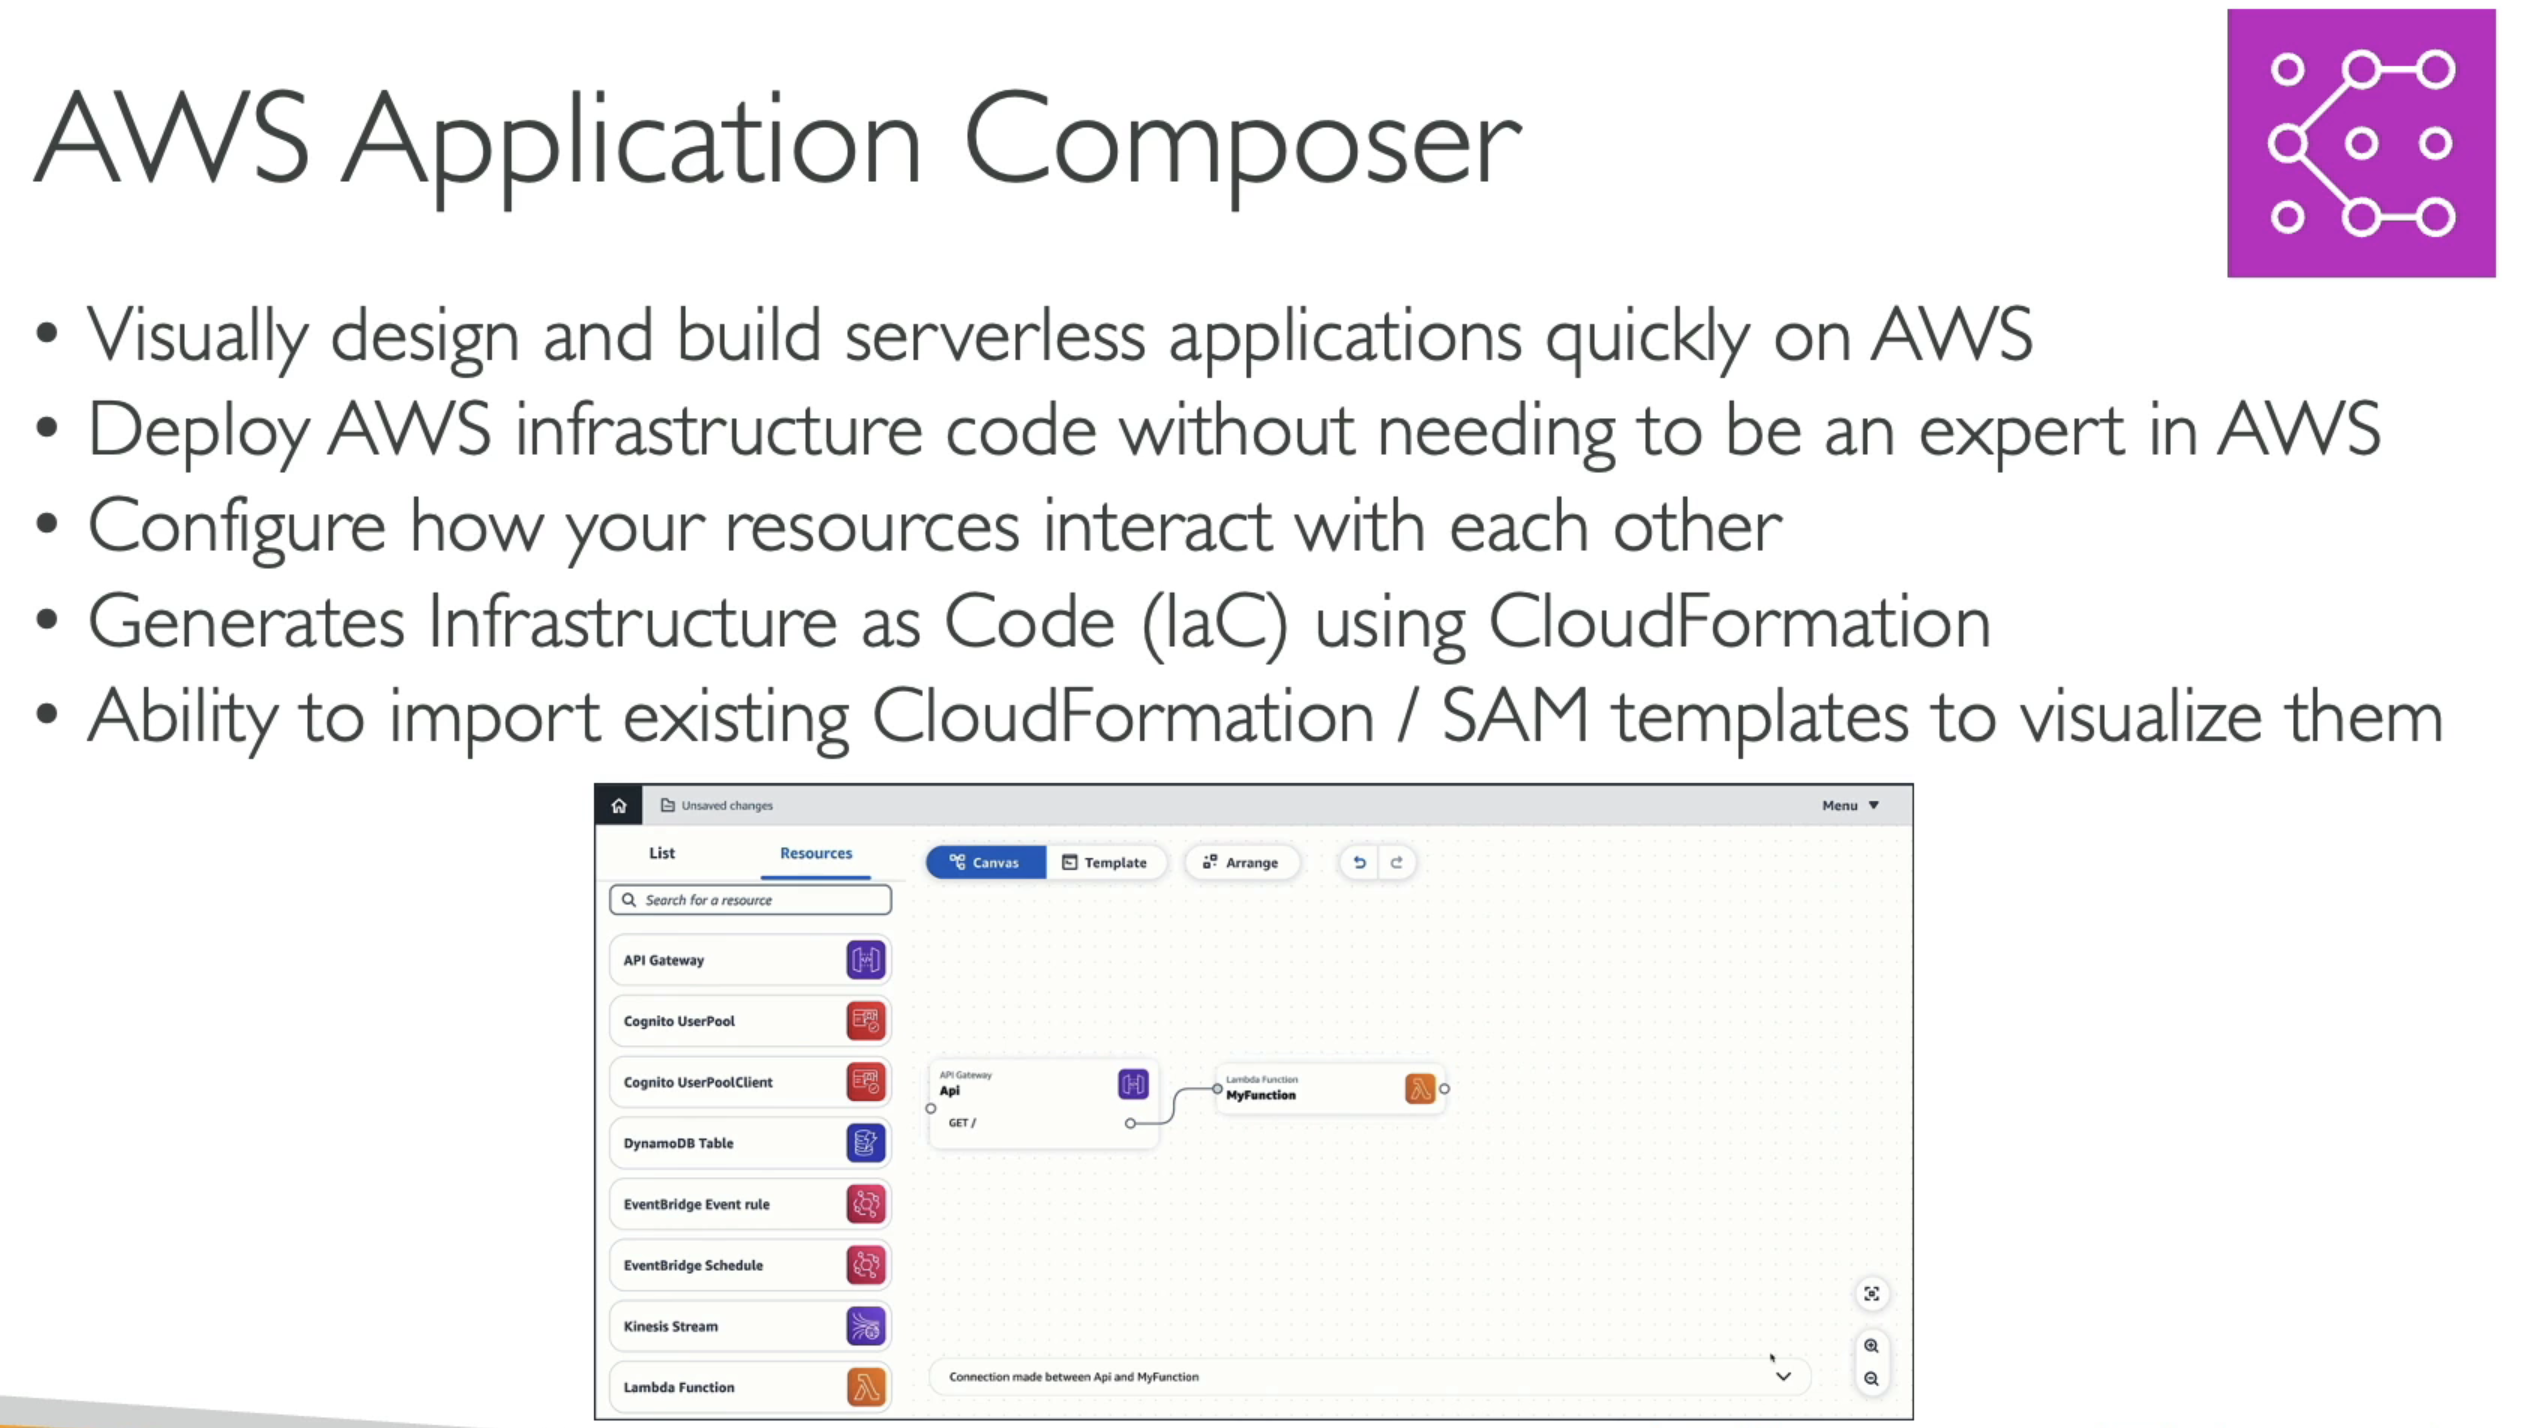 AWS Application Composer
• Visually design and build serverless applications quickly on AWS
• Deploy AWS infrastructure code without needing to be an expert in AWS
• Configure how your resources interact with each other
• Generates Infrastructure as Code (IaC) using CloudFormation
• Ability to import existing CloudFormation / SAM templates to visualize them
Unsaved changes
Menu
List
Resources
Canvas
Template
Arrange
Search for a resource
API Gateway
Cognito UserPool
Cognito UserPoolClient
DynamoDB Table
EventBridge Event rule
EventBridge Schedule
Kinesis Stream
Lambda Function
API Gateway
Api
GET /
Lambda Function
MyFunction
Connection made between Api and MyFunction